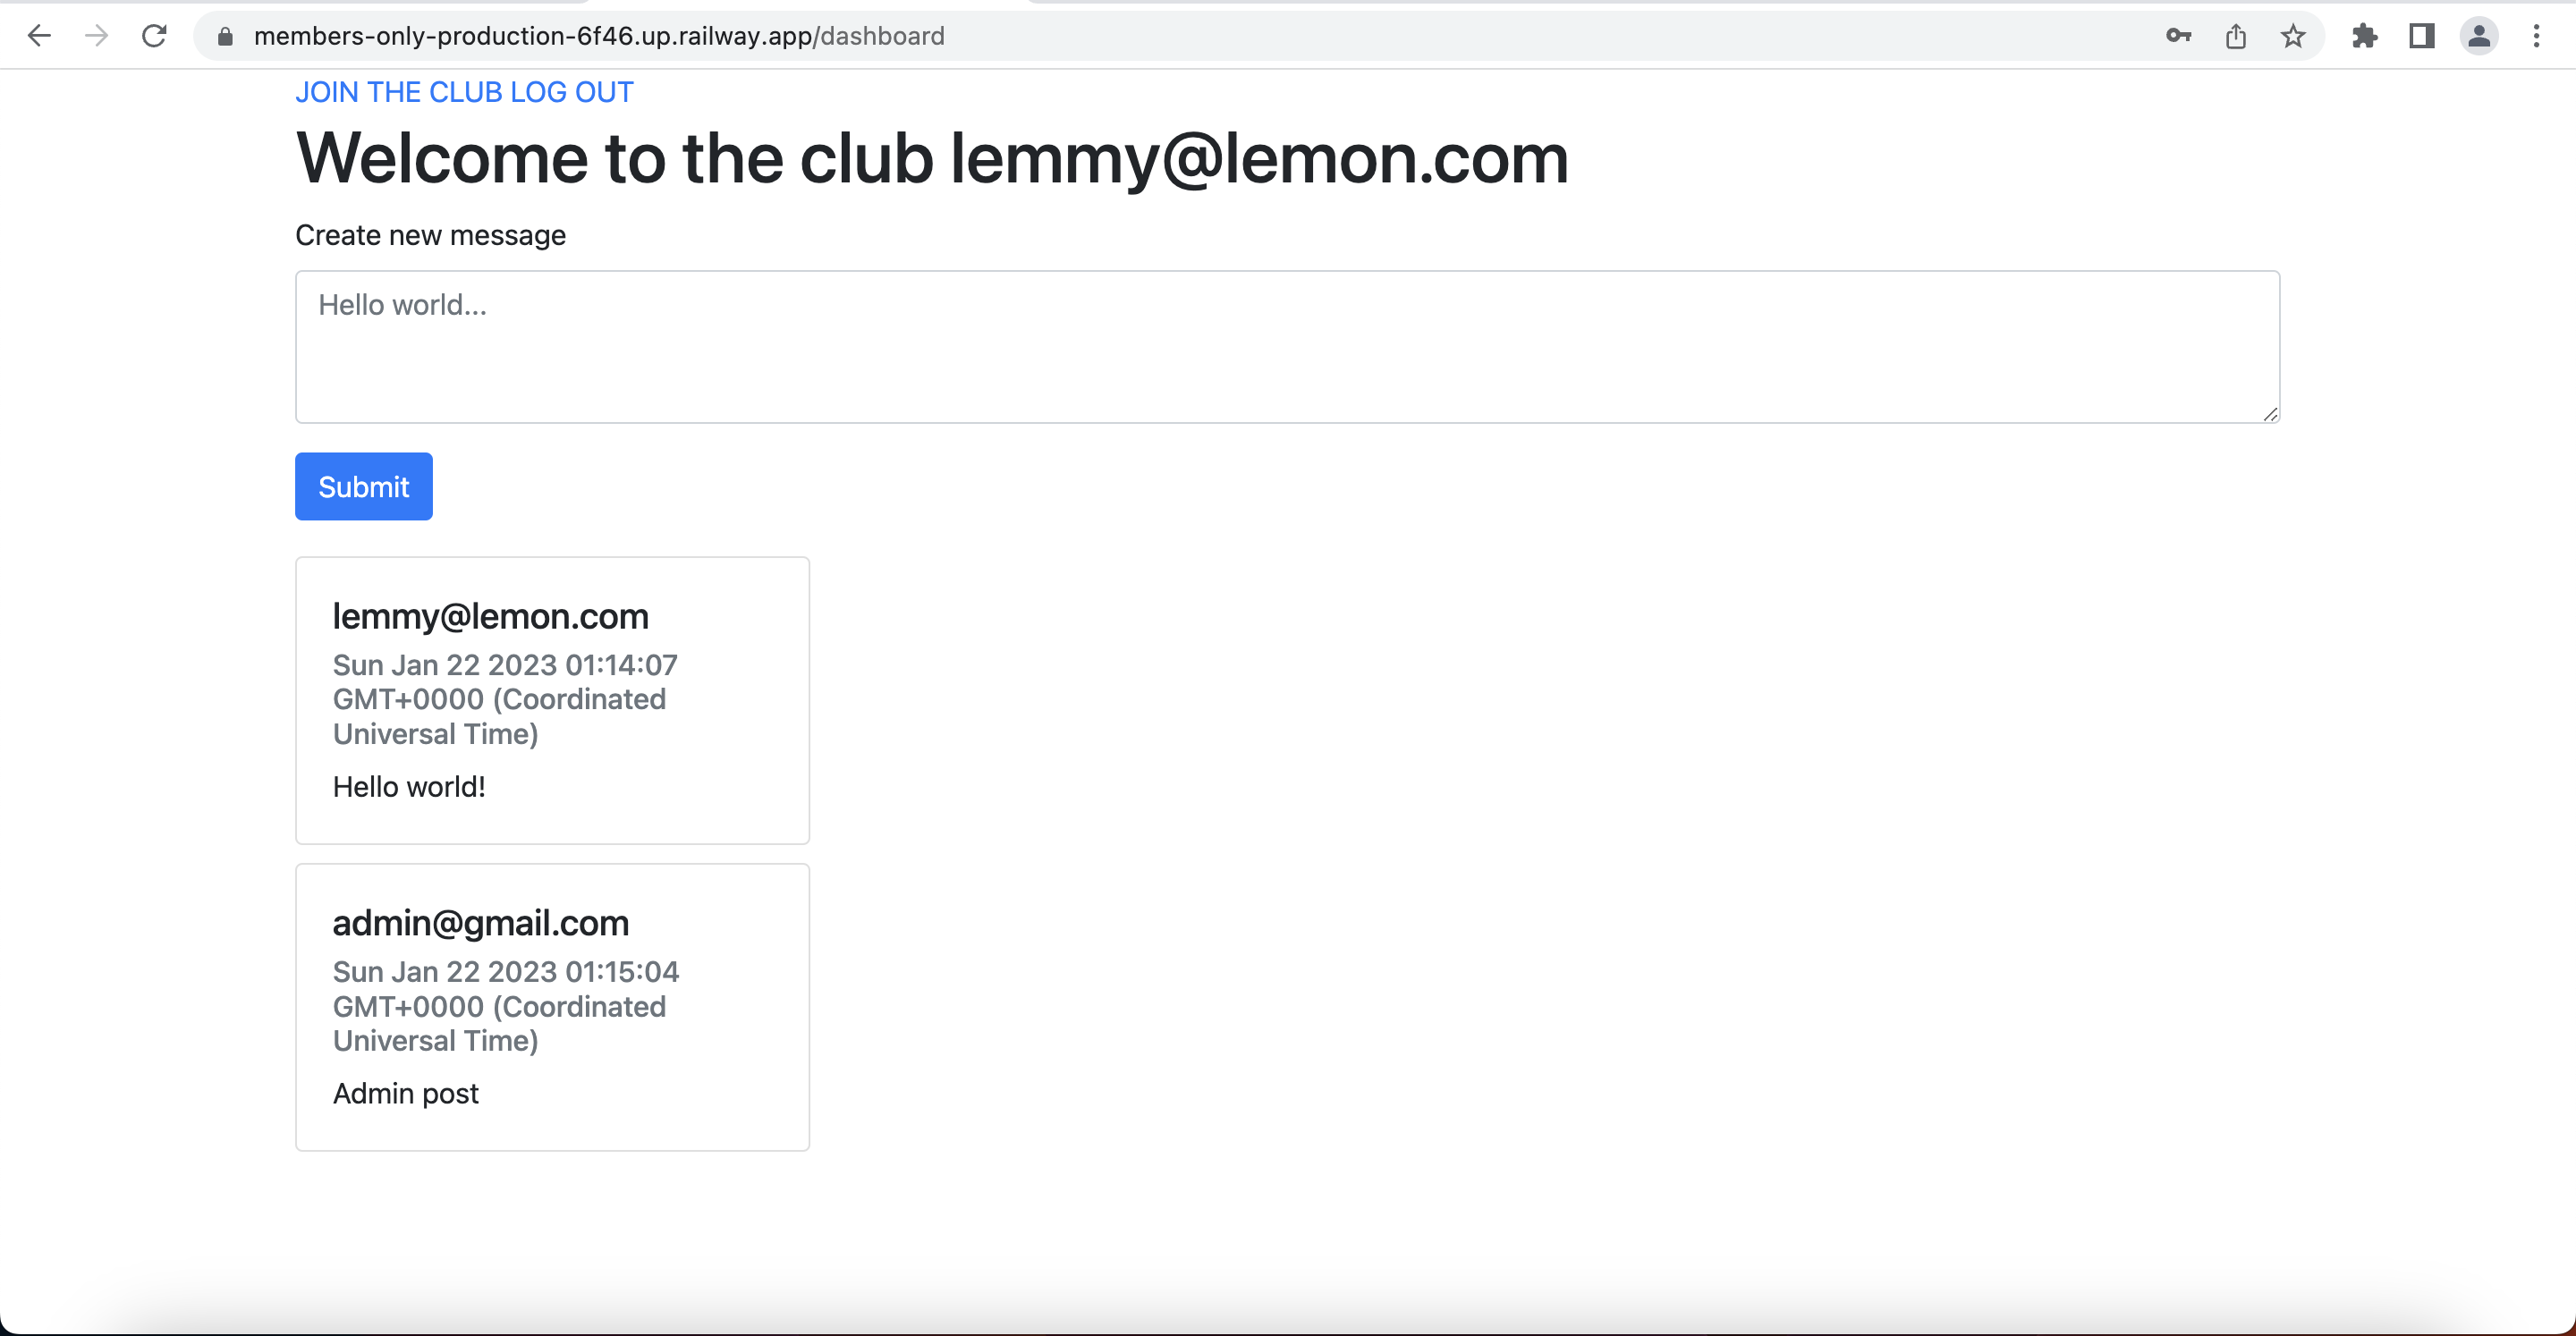 members-only-production-6f46.up.railway.app/dashboard
JOIN THE CLUB LOG OUT
Welcome to the club lemmy@lemon.com
Create new message
Hello world...
Submit
lemmy@lemon.com
Sun Jan 22 2023 01:14:07
GMT+0000 (Coordinated
Universal Time)
Hello world!
admin@gmail.com
Sun Jan 22 2023 01:15:04
GMT+0000 (Coordinated
Universal Time)
Admin post